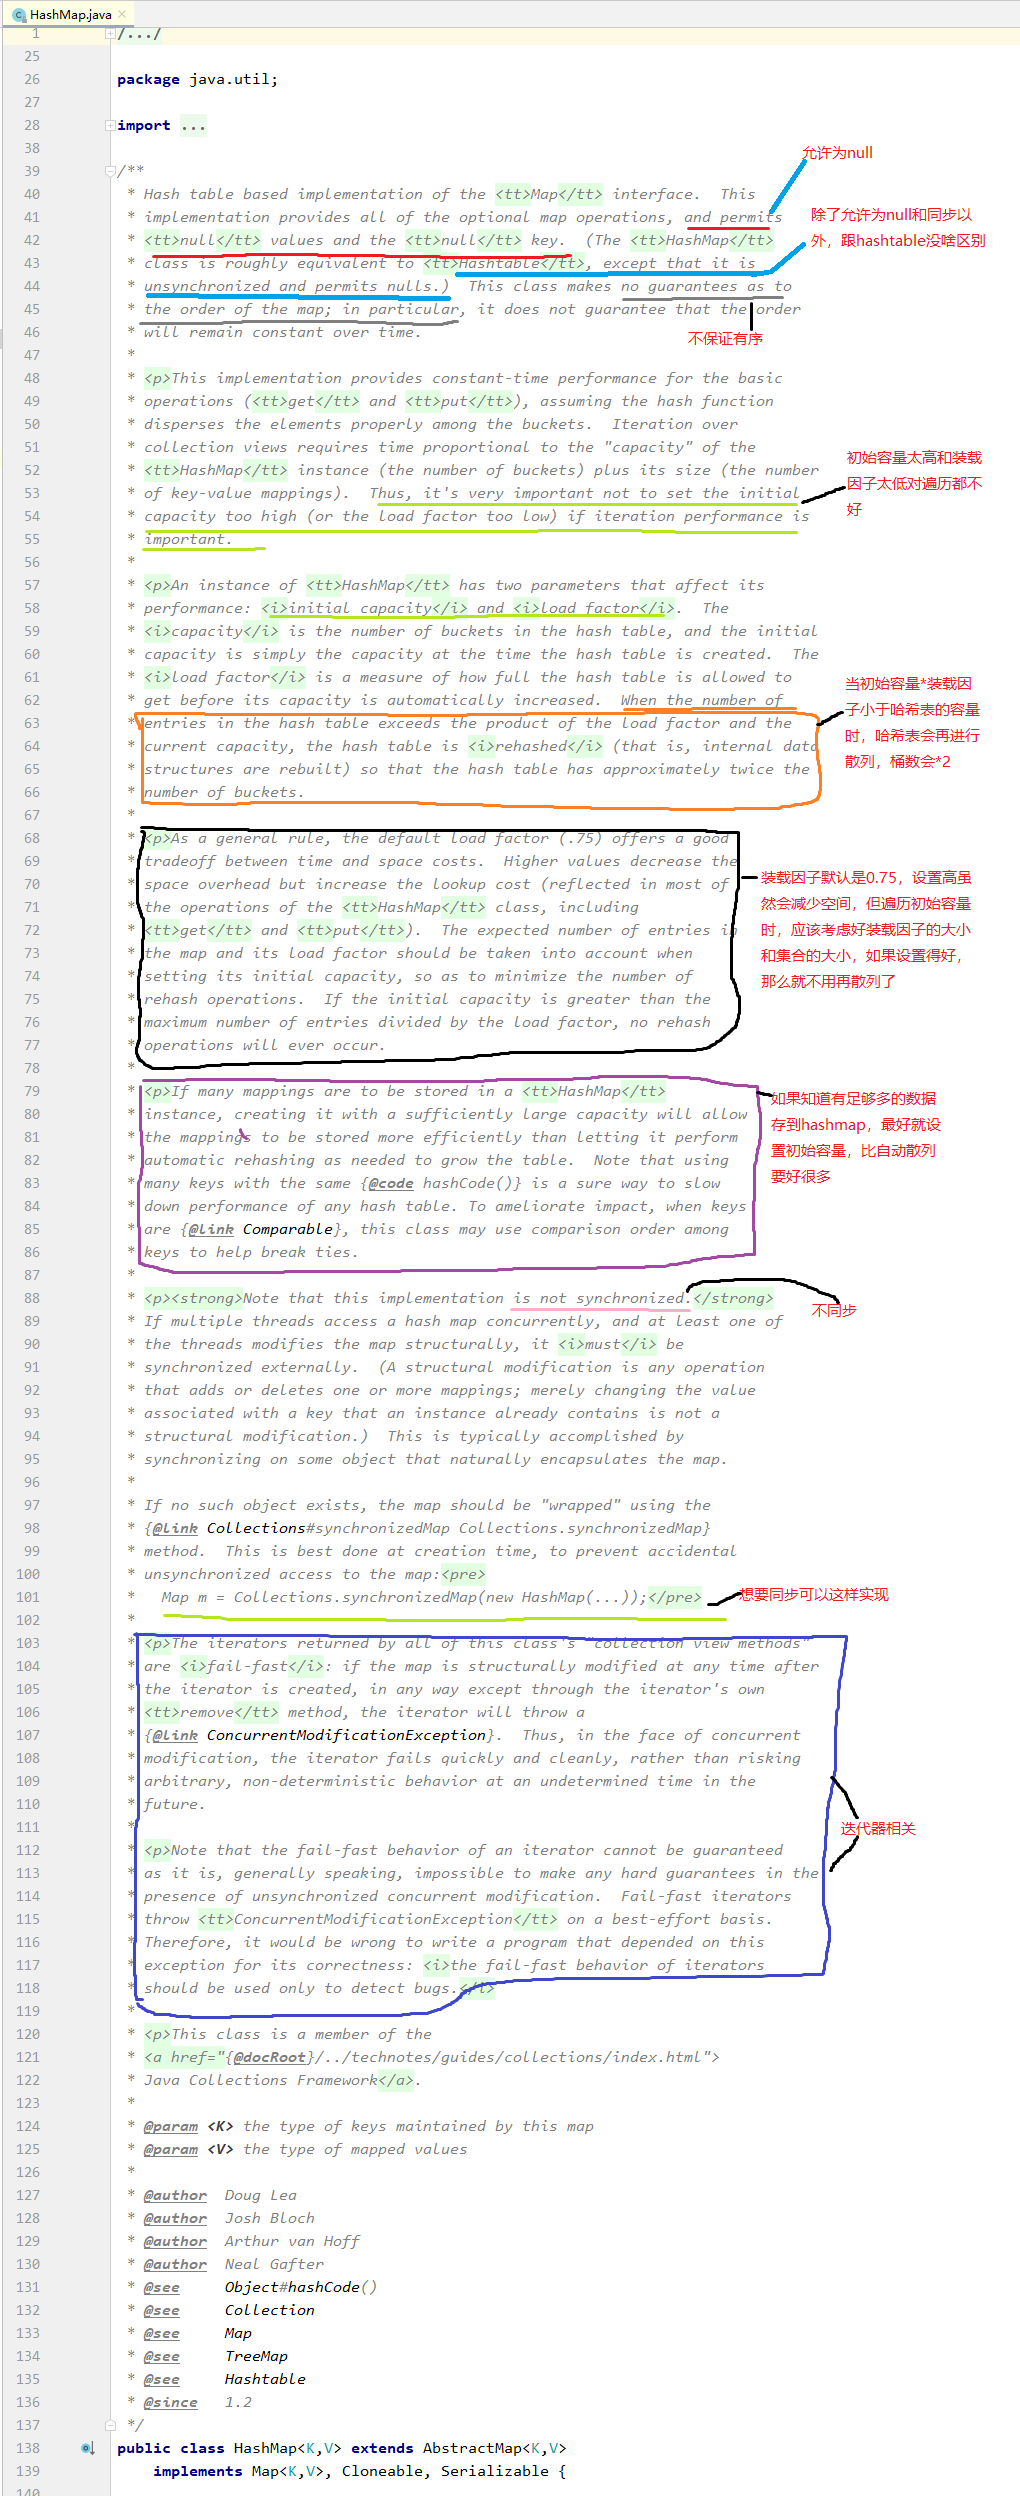 HashMap.java
1 /.../
25
26 package java.util;
27
28 import ...
38
39 /**
允许为null
40 * Hash table based implementation of the <tt>Map</tt> interface.  This
41 * implementation provides all of the optional map operations, and permits
除了允许为null和同步以
外，跟hashtable没啥区别
42 * <tt>null</tt> values and the <tt>null</tt> key.  (The <tt>HashMap</tt>
43 * class is roughly equivalent to <tt>Hashtable</tt>, except that it is
44 * unsynchronized and permits nulls.)  This class makes no guarantees as to
45 * the order of the map; in particular, it does not guarantee that the order
46 * will remain constant over time.
不保证有序
47 *
48 * <p>This implementation provides constant-time performance for the basic
49 * operations (<tt>get</tt> and <tt>put</tt>), assuming the hash function
50 * disperses the elements properly among the buckets.  Iteration over
51 * collection views requires time proportional to the "capacity" of the
52 * <tt>HashMap</tt> instance (the number of buckets) plus its size (the number
53 * of key-value mappings).  Thus, it's very important not to set the initial
54 * capacity too high (or the load factor too low) if iteration performance is
55 * important.
初始容量太高和装载
因子太低对遍历都不
好
56 *
57 * <p>An instance of <tt>HashMap</tt> has two parameters that affect its
58 * performance: <i>initial capacity</i> and <i>load factor</i>.  The
59 * <i>capacity</i> is the number of buckets in the hash table, and the initial
60 * capacity is simply the capacity at the time the hash table is created.  The
61 * <i>load factor</i> is a measure of how full the hash table is allowed to
62 * get before its capacity is automatically increased.  When the number of
63 * entries in the hash table exceeds the product of the load factor and the
64 * current capacity, the hash table is <i>rehashed</i> (that is, internal data
65 * structures are rebuilt) so that the hash table has approximately twice the
66 * number of buckets.
当初始容量*装载因
子小于哈希表的容量
时，哈希表会再进行
散列，桶数会*2
67 *
68 * <p>As a general rule, the default load factor (.75) offers a good
69 * tradeoff between time and space costs.  Higher values decrease the
70 * space overhead but increase the lookup cost (reflected in most of
71 * the operations of the <tt>HashMap</tt> class, including
72 * <tt>get</tt> and <tt>put</tt>).  The expected number of entries in
73 * the map and its load factor should be taken into account when
74 * setting its initial capacity, so as to minimize the number of
75 * rehash operations.  If the initial capacity is greater than the
76 * maximum number of entries divided by the load factor, no rehash
77 * operations will ever occur.
装载因子默认是0.75，设置高虽
然会减少空间，但遍历初始容量
时，应该考虑好装载因子的大小
和集合的大小，如果设置得好，
那么就不用再散列了
78 *
79 * <p>If many mappings are to be stored in a <tt>HashMap</tt>
80 * instance, creating it with a sufficiently large capacity will allow
81 * the mappings to be stored more efficiently than letting it perform
82 * automatic rehashing as needed to grow the table.  Note that using
83 * many keys with the same {@code hashCode()} is a sure way to slow
84 * down performance of any hash table. To ameliorate impact, when keys
85 * are {@link Comparable}, this class may use comparison order among
86 * keys to help break ties.
如果知道有足够多的数据
存到hashmap，最好就设
置初始容量，比自动散列
要好很多
87 *
88 * <p><strong>Note that this implementation is not synchronized.</strong>
不同步
89 * If multiple threads access a hash map concurrently, and at least one of
90 * the threads modifies the map structurally, it <i>must</i> be
91 * synchronized externally.  (A structural modification is any operation
92 * that adds or deletes one or more mappings; merely changing the value
93 * associated with a key that an instance already contains is not a
94 * structural modification.)  This is typically accomplished by
95 * synchronizing on some object that naturally encapsulates the map.
96 *
97 * If no such object exists, the map should be "wrapped" using the
98 * {@link Collections#synchronizedMap Collections.synchronizedMap}
99 * method.  This is best done at creation time, to prevent accidental
100 * unsynchronized access to the map:<pre>
101 *   Map m = Collections.synchronizedMap(new HashMap(...));</pre>
想要同步可以这样实现
102 *
103 * <p>The iterators returned by all of this class's "collection view methods"
104 * are <i>fail-fast</i>: if the map is structurally modified at any time after
105 * the iterator is created, in any way except through the iterator's own
106 * <tt>remove</tt> method, the iterator will throw a
107 * {@link ConcurrentModificationException}.  Thus, in the face of concurrent
108 * modification, the iterator fails quickly and cleanly, rather than risking
109 * arbitrary, non-deterministic behavior at an undetermined time in the
110 * future.
111 *
迭代器相关
112 * <p>Note that the fail-fast behavior of an iterator cannot be guaranteed
113 * as it is, generally speaking, impossible to make any hard guarantees in the
114 * presence of unsynchronized concurrent modification.  Fail-fast iterators
115 * throw <tt>ConcurrentModificationException</tt> on a best-effort basis.
116 * Therefore, it would be wrong to write a program that depended on this
117 * exception for its correctness: <i>the fail-fast behavior of iterators
118 * should be used only to detect bugs.</i>
119 *
120 * <p>This class is a member of the
121 * <a href="{@docRoot}/../technotes/guides/collections/index.html">
122 * Java Collections Framework</a>.
123 *
124 * @param <K> the type of keys maintained by this map
125 * @param <V> the type of mapped values
126 *
127 * @author  Doug Lea
128 * @author  Josh Bloch
129 * @author  Arthur van Hoff
130 * @author  Neal Gafter
131 * @see     Object#hashCode()
132 * @see     Collection
133 * @see     Map
134 * @see     TreeMap
135 * @see     Hashtable
136 * @since   1.2
137 */
138 public class HashMap<K,V> extends AbstractMap<K,V>
139     implements Map<K,V>, Cloneable, Serializable {
140